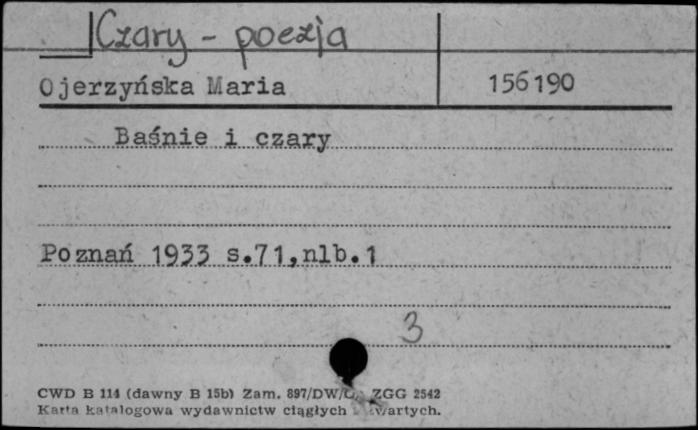 Czary - poezja
Ojerzyńska Maria 156190
Baśnie i czary
Poznań 1933 s.71,nlb.1
3
CWD B 114 (dawny B 15b) Zam. 897/DW/ ZGG 2542
Karta katalogowa wydawnictw ciągłych